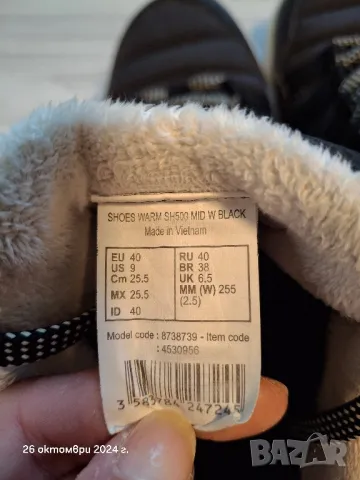 SHOES WARM SH500 MID W BLACK
Made in Vietnam
EU 40 RU 40
US 9 BR 38
Cm 25.5 UK 6.5
MX 25.5 MM (W) 255 (2.5)
ID 40
Model code : 8738739 - Item code : 4530956
26 октомври 2024 г.
BAZAR